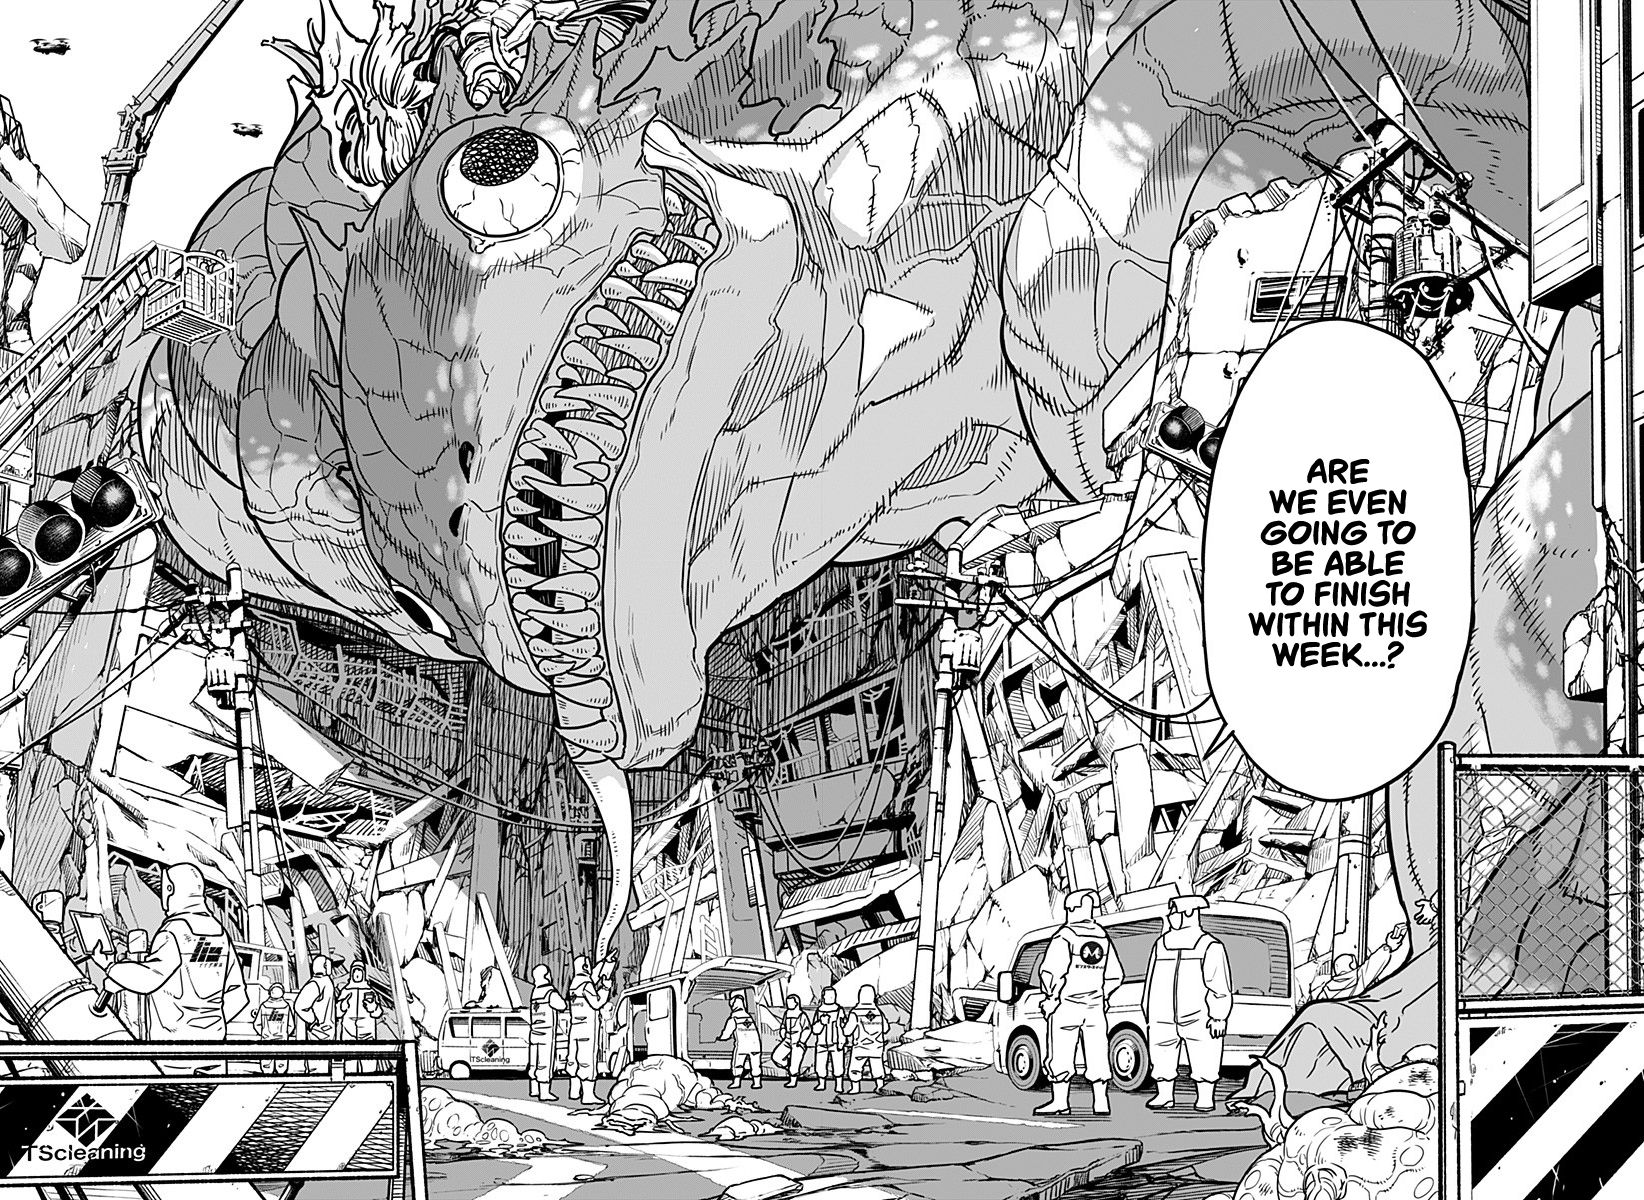 ARE
WE EVEN
GOING TO
BE ABLE
TO FINISH
WITHIN THIS
WEEK...?
TScleaning
TScleaning
M